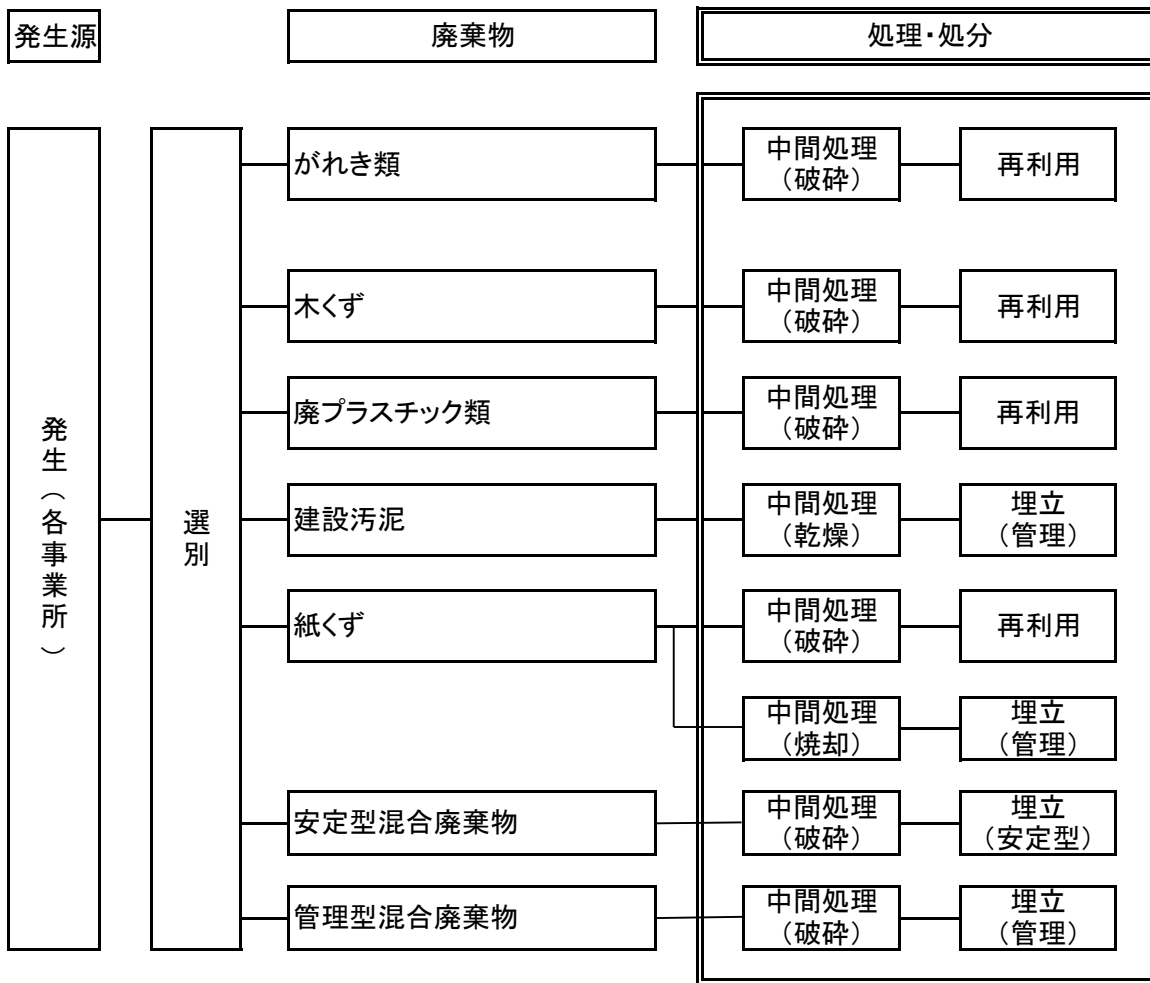 発生源
廃棄物
処理・処分
発生（各事業所）
選別
がれき類
中間処理
（破砕）
再利用
木くず
中間処理
（破砕）
再利用
廃プラスチック類
中間処理
（破砕）
再利用
建設汚泥
中間処理
（乾燥）
埋立
（管理）
紙くず
中間処理
（破砕）
再利用
中間処理
（焼却）
埋立
（管理）
安定型混合廃棄物
中間処理
（破砕）
埋立
（安定型）
管理型混合廃棄物
中間処理
（破砕）
埋立
（管理）